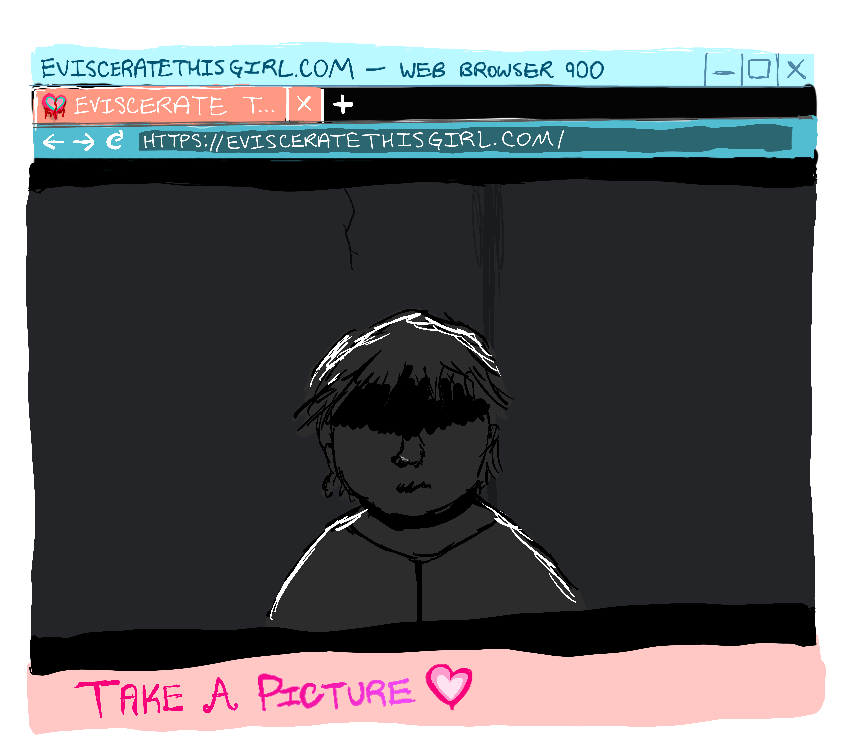 EVISCERATETHISGIRL.COM — WEB BROWSER 900
EVISCERATE T...
HTTPS://EVISCERATETHISGIRL.COM/
TAKE A PICTURE